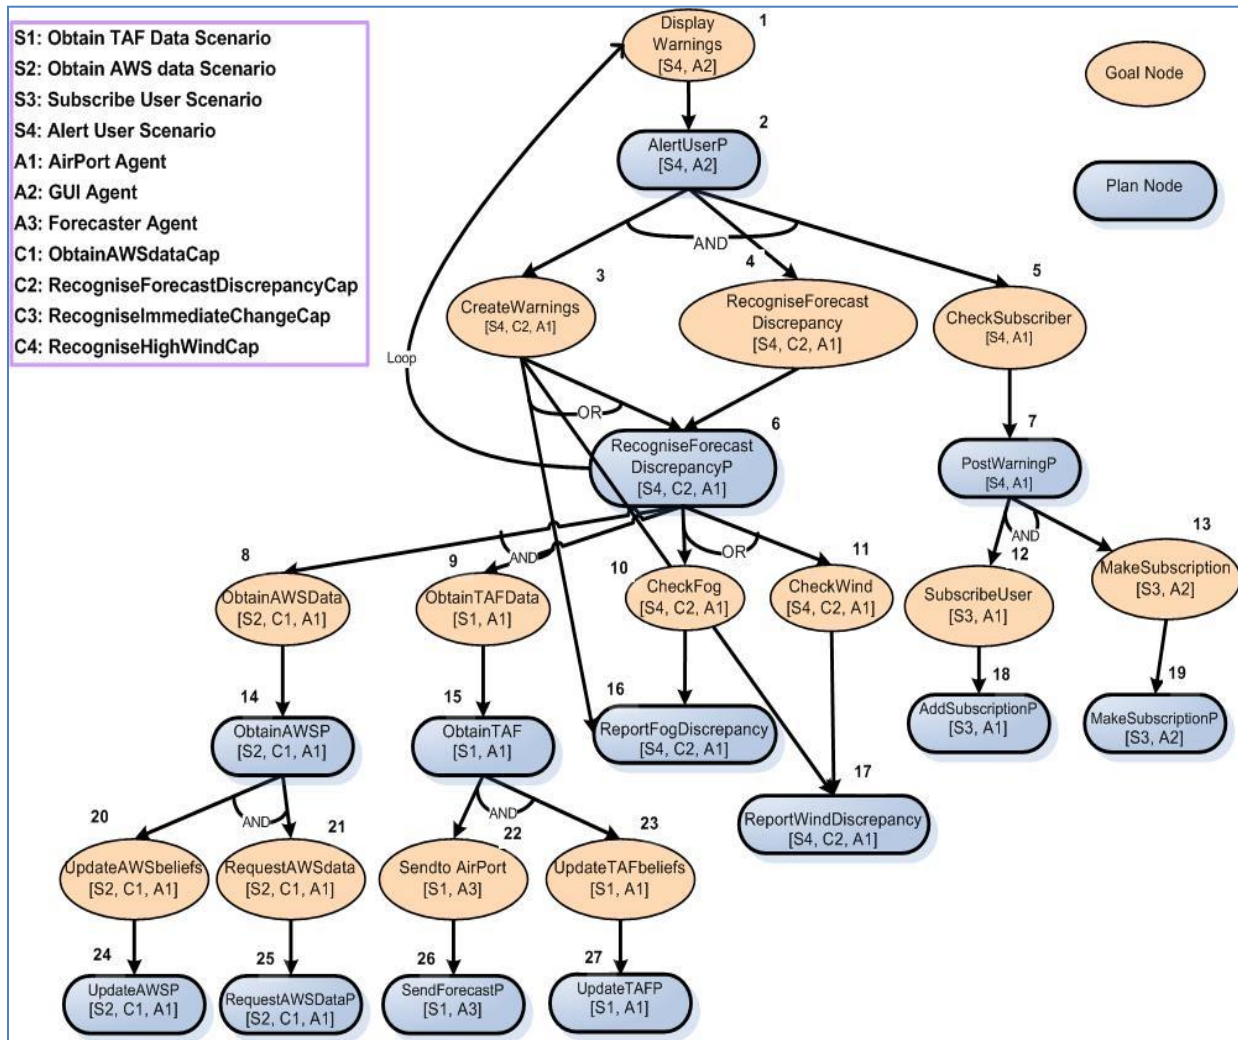 S1: Obtain TAF Data Scenario
S2: Obtain AWS data Scenario
S3: Subscribe User Scenario
S4: Alert User Scenario
A1: AirPort Agent
A2: GUI Agent
A3: Forecaster Agent
C1: ObtainAWSdataCap
C2: RecogniseForecastDiscrepancyCap
C3: RecogniseImmediateChangeCap
C4: RecogniseHighWindCap
1
Display
Warnings
[S4, A2]
Goal Node
2
AlertUserP
[S4, A2]
Plan Node
AND
3
CreateWarnings
[S4, C2, A1]
4
RecogniseForecast
Discrepancy
[S4, C2, A1]
5
CheckSubscriber
[S4, A1]
Loop
OR
6
RecogniseForecast
DiscrepancyP
[S4, C2, A1]
7
PostWarningP
[S4, A1]
AND
OR
AND
8
ObtainAWSData
[S2, C1, A1]
9
ObtainTAFData
[S1, A1]
10
CheckFog
[S4, C2, A1]
11
CheckWind
[S4, C2, A1]
12
SubscribeUser
[S3, A1]
13
MakeSubscription
[S3, A2]
14
ObtainAWSP
[S2, C1, A1]
15
ObtainTAF
[S1, A1]
16
ReportFogDiscrepancy
[S4, C2, A1]
17
ReportWindDiscrepancy
[S4, C2, A1]
18
AddSubscriptionP
[S3, A1]
19
MakeSubscriptionP
[S3, A2]
AND
AND
20
UpdateAWSbeliefs
[S2, C1, A1]
21
RequestAWSdata
[S2, C1, A1]
22
Sendto AirPort
[S1, A3]
23
UpdateTAFbeliefs
[S1, A1]
24
UpdateAWSP
[S2, C1, A1]
25
RequestAWSDataP
[S2, C1, A1]
26
SendForecastP
[S1, A3]
27
UpdateTAFP
[S1, A1]